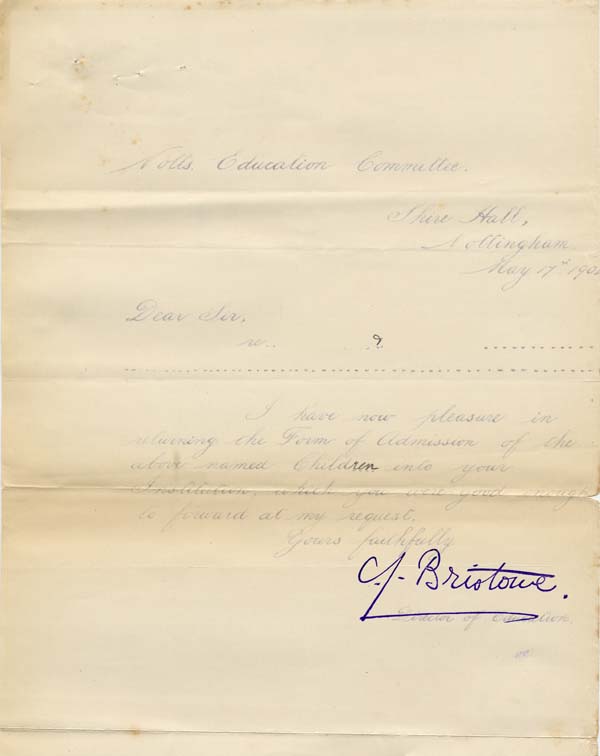 Notts. Education Committee.
Shire Hall,
Nottingham
May 17th 190
Dear Sir,
re..
I have now pleasure in
returning the Form of Admission of the
above named Children into your
Institution, which you were good enough
to forward at my request.
Yours faithfully
C. J. Bristowe.
Director of Education.